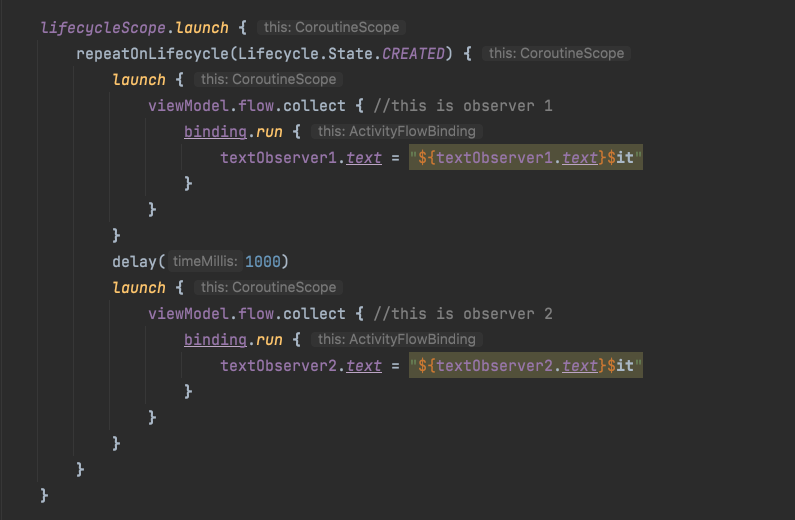 lifecycleScope.launch { this: CoroutineScope
repeatOnLifecycle(Lifecycle.State.CREATED) { this: CoroutineScope
launch { this: CoroutineScope
viewModel.flow.collect { //this is observer 1
binding.run { this: ActivityFlowBinding
textObserver1.text = "${textObserver1.text}$it"
}
}
}
delay( timeMillis: 1000)
launch { this: CoroutineScope
viewModel.flow.collect { //this is observer 2
binding.run { this: ActivityFlowBinding
textObserver2.text = "${textObserver2.text}$it"
}
}
}
}
}